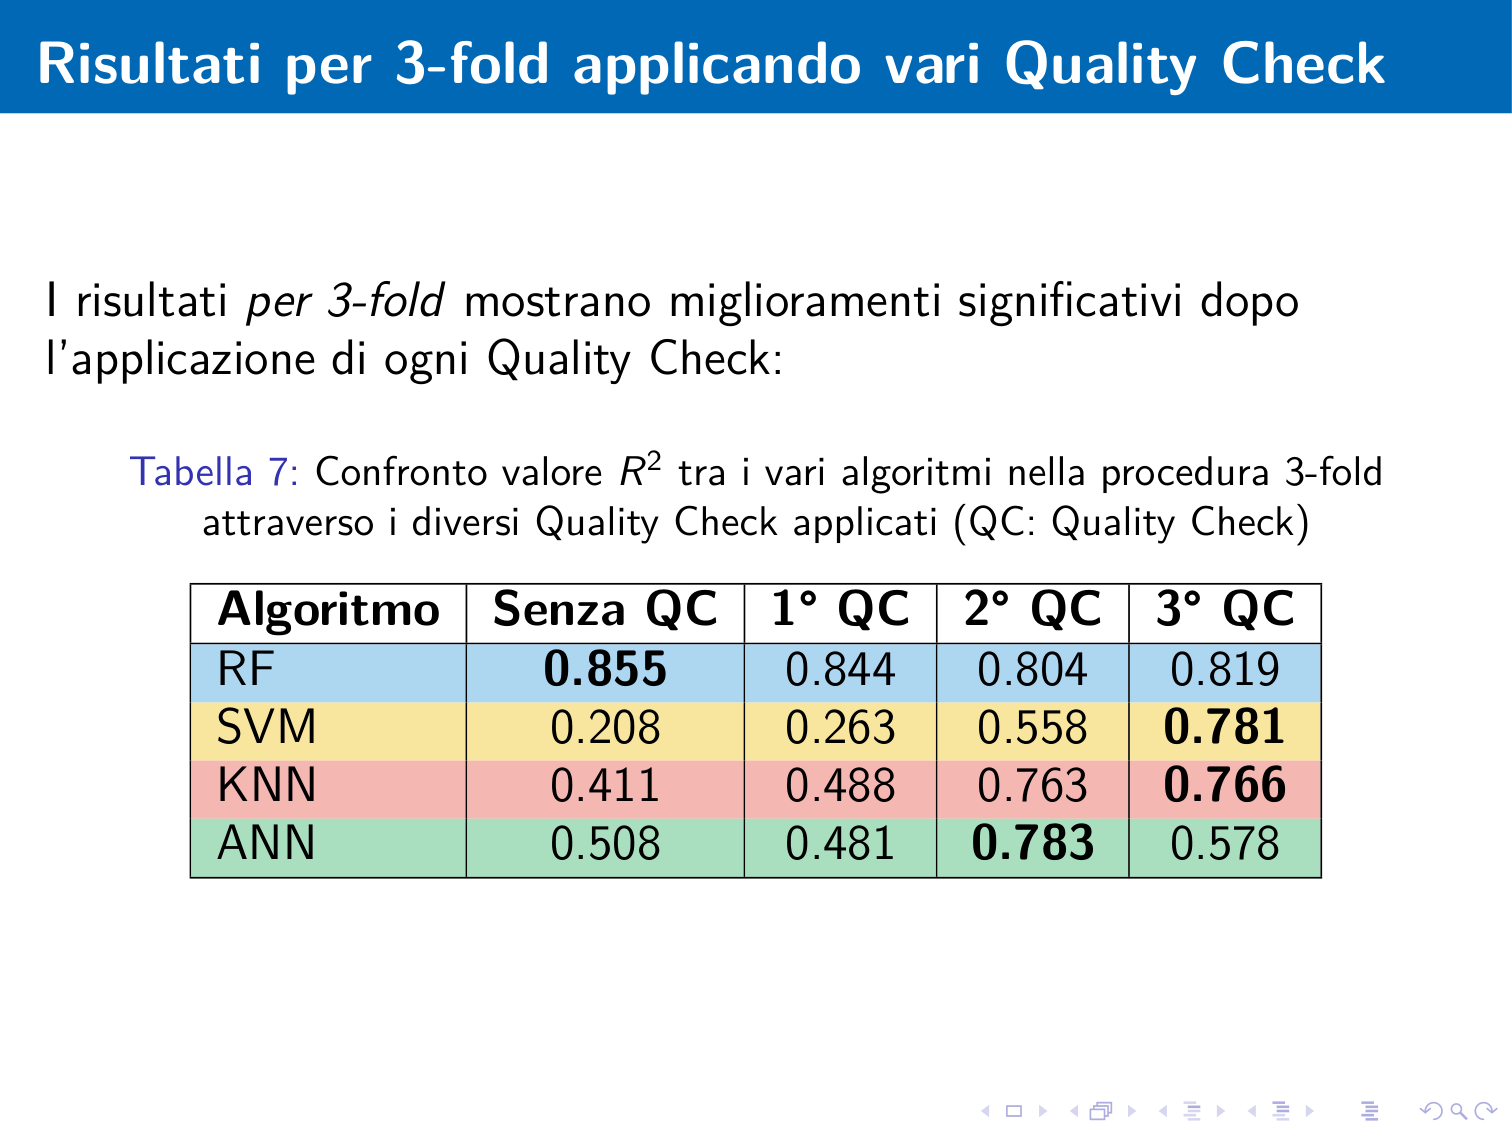 Risultati per 3-fold applicando vari Quality Check
I risultati per 3-fold mostrano miglioramenti significativi dopo
l'applicazione di ogni Quality Check:
Tabella 7: Confronto valore R² tra i vari algoritmi nella procedura 3-fold
attraverso i diversi Quality Check applicati (QC: Quality Check)
Algoritmo Senza QC 1° QC 2° QC 3° QC
RF 0.855 0.844 0.804 0.819
SVM 0.208 0.263 0.558 0.781
KNN 0.411 0.488 0.763 0.766
ANN 0.508 0.481 0.783 0.578